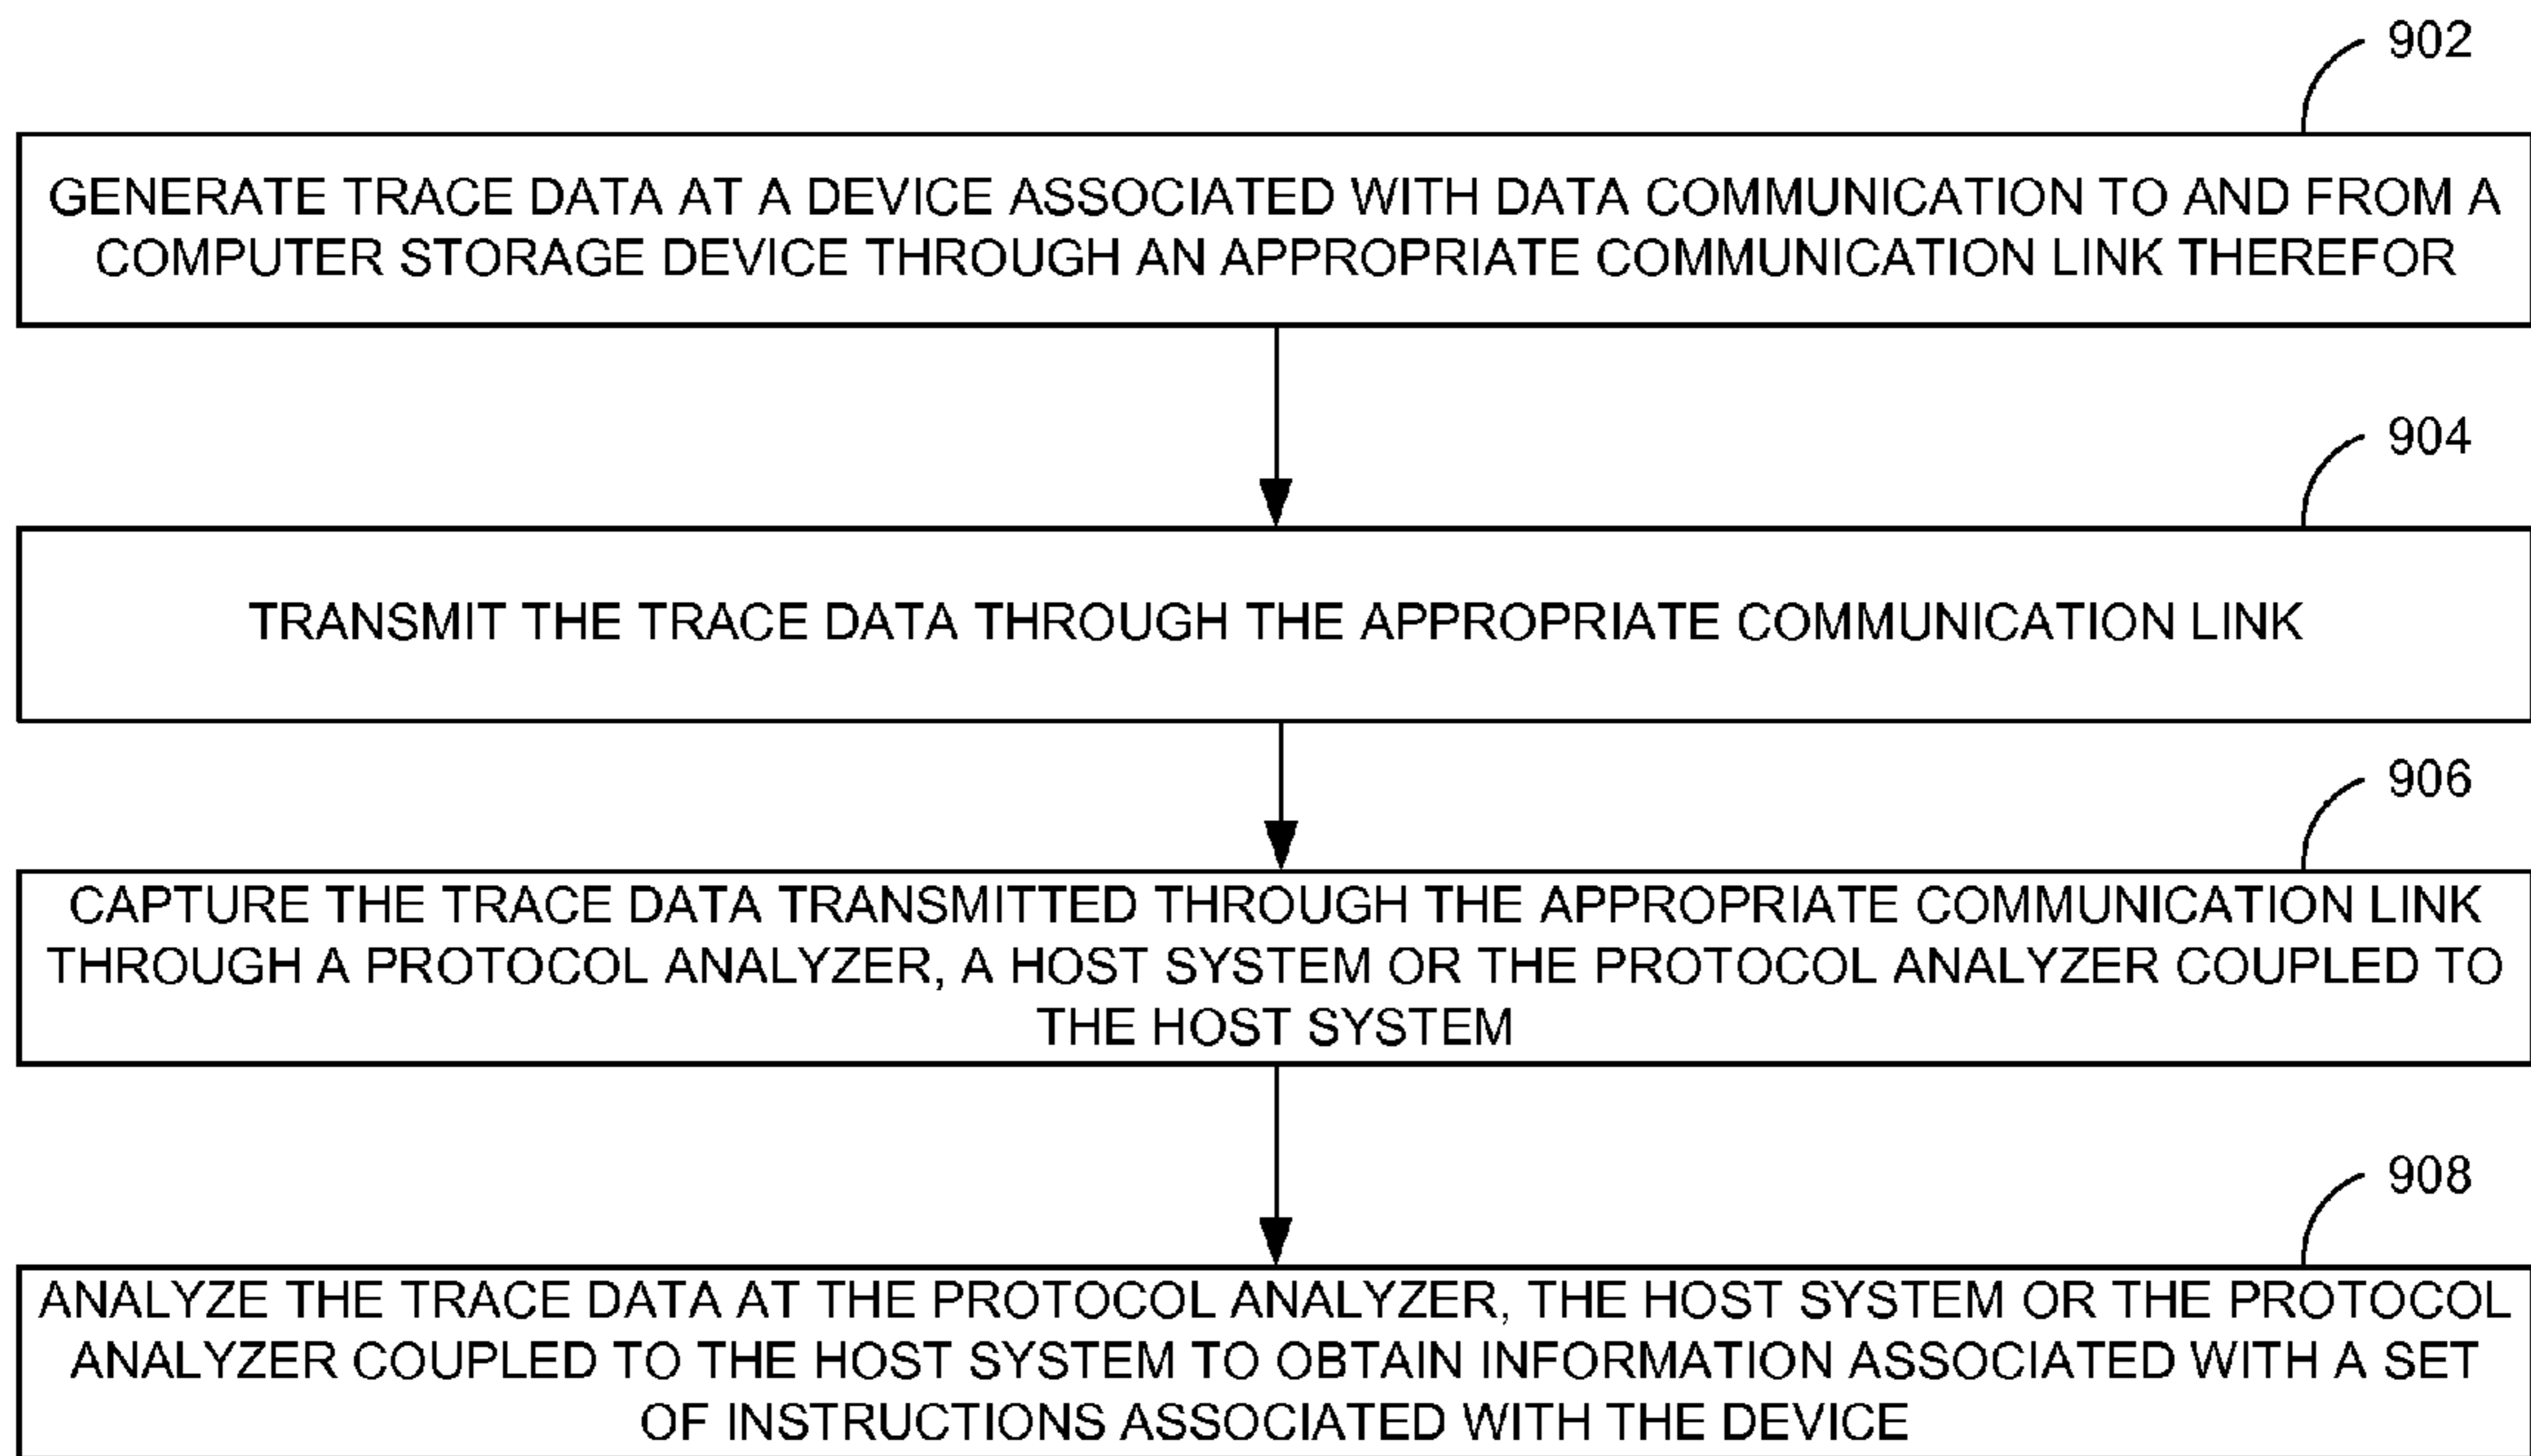 902
GENERATE TRACE DATA AT A DEVICE ASSOCIATED WITH DATA COMMUNICATION TO AND FROM A
COMPUTER STORAGE DEVICE THROUGH AN APPROPRIATE COMMUNICATION LINK THEREFOR
904
TRANSMIT THE TRACE DATA THROUGH THE APPROPRIATE COMMUNICATION LINK
906
CAPTURE THE TRACE DATA TRANSMITTED THROUGH THE APPROPRIATE COMMUNICATION LINK
THROUGH A PROTOCOL ANALYZER, A HOST SYSTEM OR THE PROTOCOL ANALYZER COUPLED TO
THE HOST SYSTEM
908
ANALYZE THE TRACE DATA AT THE PROTOCOL ANALYZER, THE HOST SYSTEM OR THE PROTOCOL
ANALYZER COUPLED TO THE HOST SYSTEM TO OBTAIN INFORMATION ASSOCIATED WITH A SET
OF INSTRUCTIONS ASSOCIATED WITH THE DEVICE